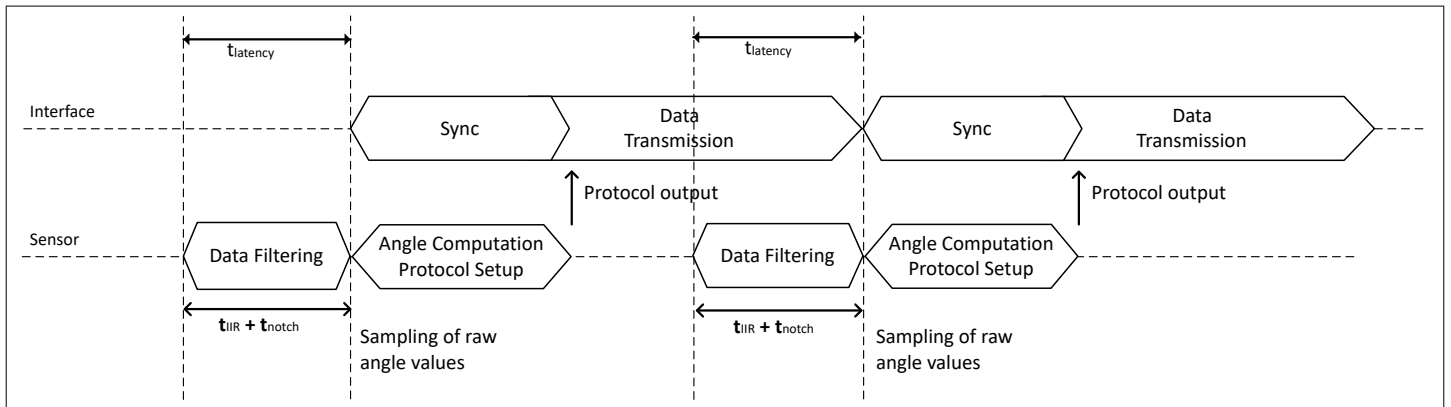 tlatency
tlatency
Interface
Sync
Data
Transmission
Sync
Data
Transmission
Protocol output
Protocol output
Sensor
Data Filtering
Angle Computation
Protocol Setup
Data Filtering
Angle Computation
Protocol Setup
tIIR + tnotch
Sampling of raw
angle values
tIIR + tnotch
Sampling of raw
angle values